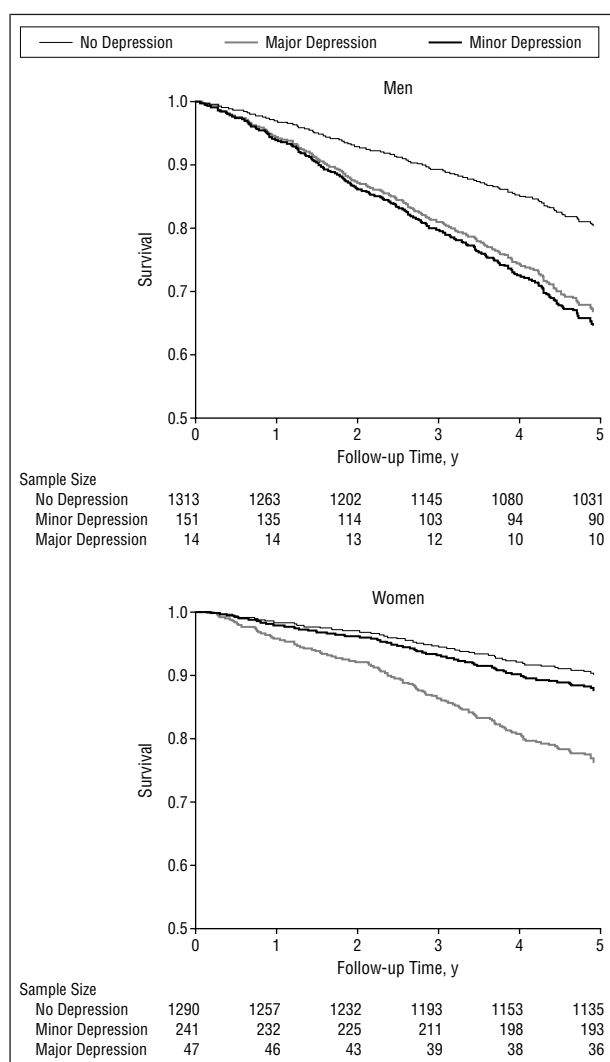 No Depression Major Depression Minor Depression
Men
1.0
0.9
0.8
0.7
0.6
0.5
Survival
0 1 2 3 4 5
Follow-up Time, y
Sample Size
No Depression 1313 1263 1202 1145 1080 1031
Minor Depression 151 135 114 103 94 90
Major Depression 14 14 13 12 10 10
Women
1.0
0.9
0.8
0.7
0.6
0.5
Survival
0 1 2 3 4 5
Follow-up Time, y
Sample Size
No Depression 1290 1257 1232 1193 1153 1135
Minor Depression 241 232 225 211 198 193
Major Depression 47 46 43 39 38 36